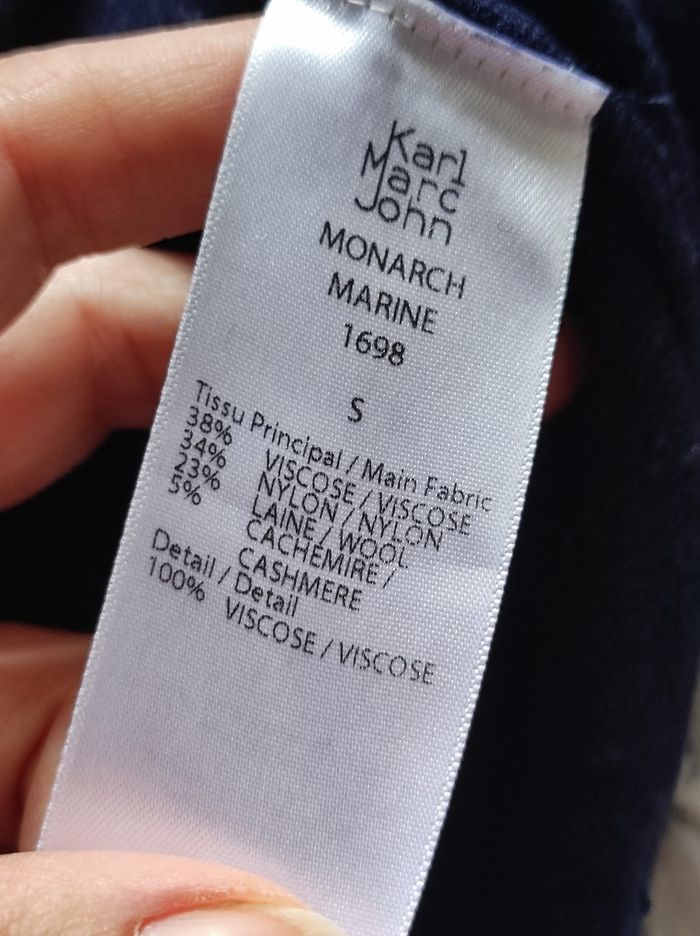 Karl
Marc
John
MONARCH
MARINE
1698
S
Tissu Principal / Main Fabric
38% VISCOSE / VISCOSE
34% NYLON / NYLON
23% LAINE / WOOL
5% CACHEMIRE /
CASHMERE
Detail / Detail
100% VISCOSE / VISCOSE